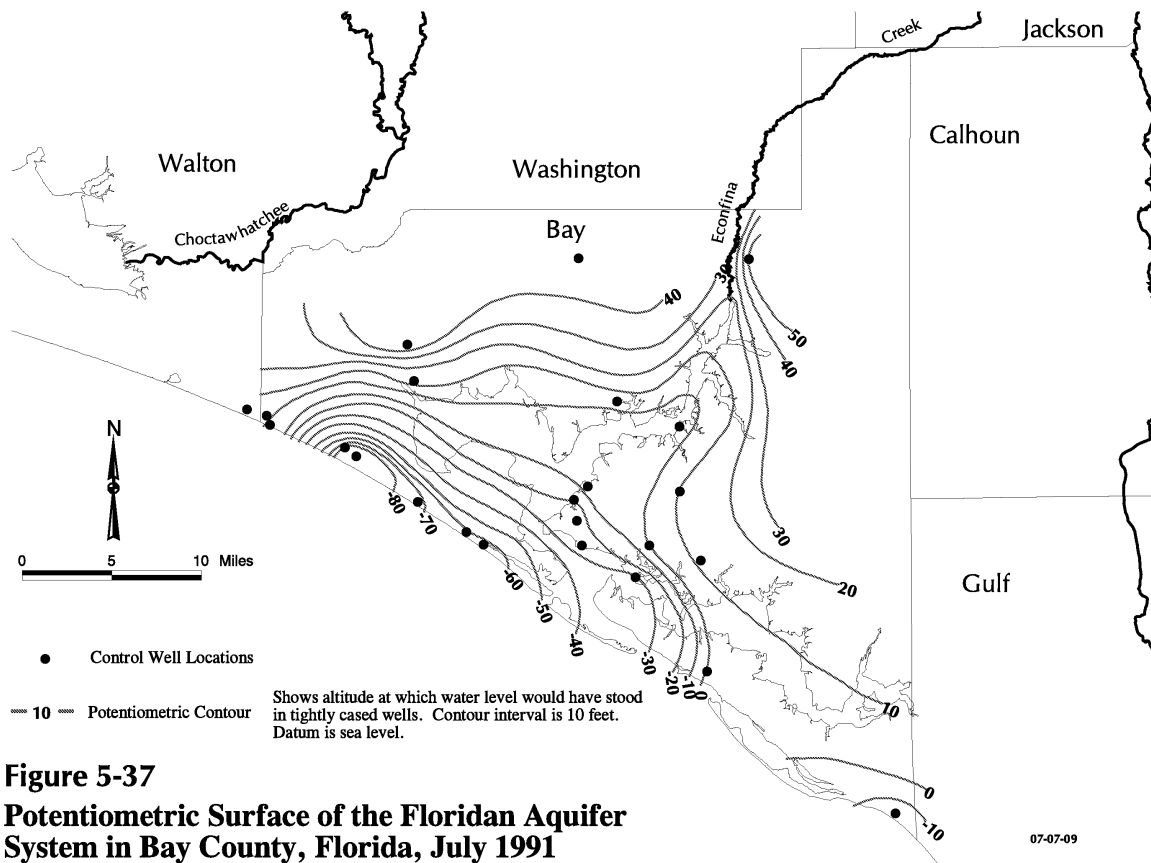 Creek
Jackson
Calhoun
Walton
Washington
Choctawhatchee
Econfina
Bay
30
40
50
40
N
-80
-70
30
0 5 10 Miles
-60
20
Gulf
-50
-40
-30
-20
-10
0
10
Control Well Locations
10 Potentiometric Contour
Shows altitude at which water level would have stood
in tightly cased wells. Contour interval is 10 feet.
Datum is sea level.
0
-10
Figure 5-37
Potentiometric Surface of the Floridan Aquifer
System in Bay County, Florida, July 1991
07-07-09